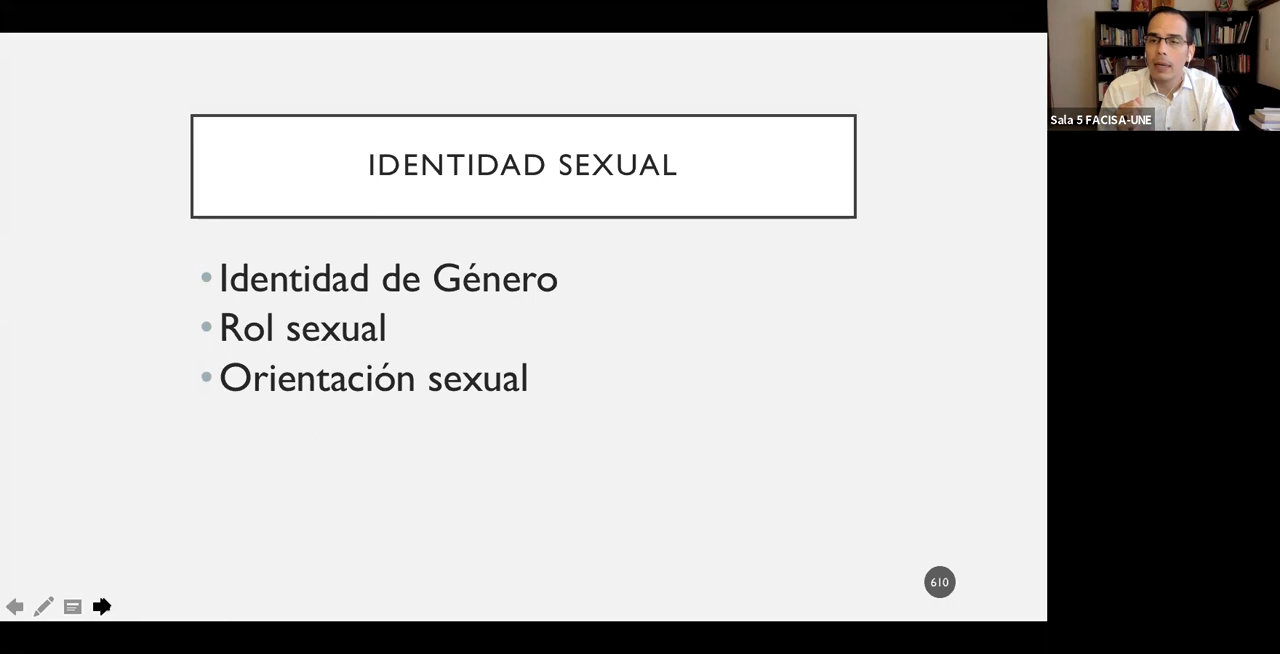 IDENTIDAD SEXUAL
• Identidad de Género
• Rol sexual
• Orientación sexual
610
Sala 5 FACISA-UNE